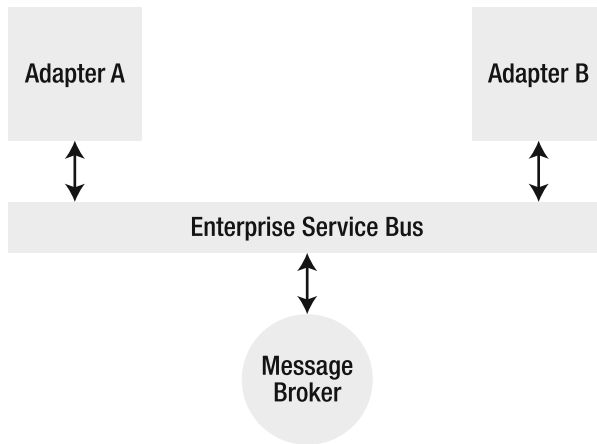 Adapter A
Adapter B
Enterprise Service Bus
Message
Broker